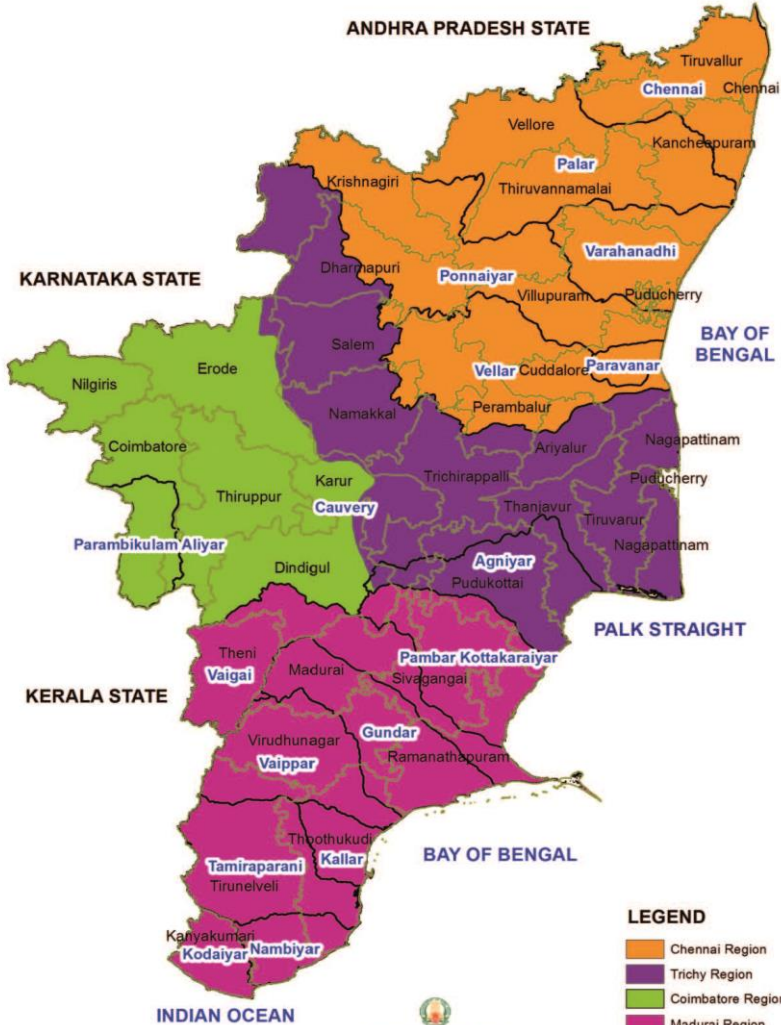 ANDHRA PRADESH STATE
Tiruvallur
Chennai
Chennai
Vellore
Kancheepuram
Palar
Krishnagiri
Thiruvannamalai
Varahanadhi
Dharmapuri
Ponnaiyar
KARNATAKA STATE
Villupuram
Puducherry
BAY OF
BENGAL
Salem
Erode
Vellar
Cuddalore
Paravanar
Nilgiris
Namakkal
Perambalur
Coimbatore
Ariyalur
Nagapattinam
Karur
Trichirappalli
Puducherry
Thiruppur
Cauvery
Thanjavur
Tiruvarur
Parambikulam Aliyar
Nagapattinam
Agniyar
Dindigul
Pudukottai
PALK STRAIGHT
Theni
Pambar Kottakaraiyar
Vaigai
Madurai
Sivagangai
KERALA STATE
Gundar
Virudhunagar
Ramanathapuram
Vaippar
Thoothukudi
Kallar
BAY OF BENGAL
Tamiraparani
Tirunelveli
LEGEND
Kanyakumari
Kodaiyar
Nambiyar
Chennai Region
Trichy Region
Coimbatore Region
Madurai Region
INDIAN OCEAN